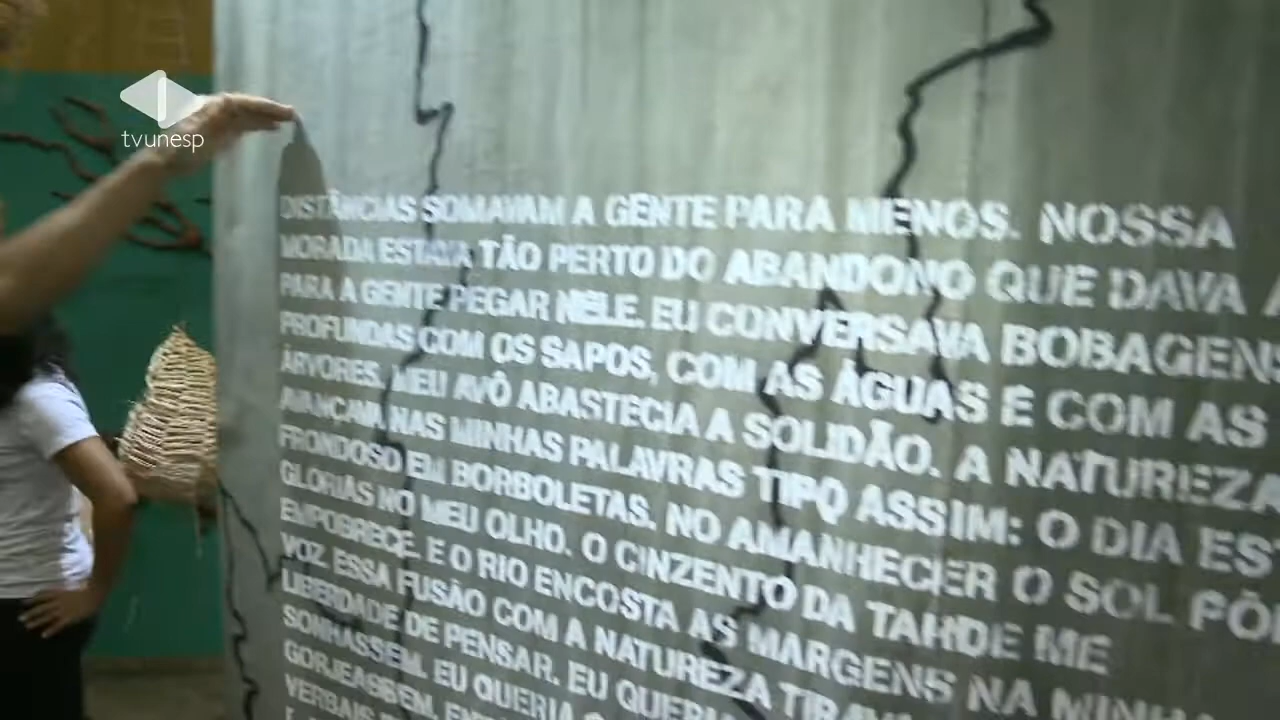 tvunesp
DISTÂNCIAS SOMAVAM A GENTE PARA MENOS. NOSSA
MORADA ESTAVA TÃO PERTO DO ABANDONO QUE DAVA A
PARA A GENTE PEGAR NELE. EU CONVERSAVA BOBAGENS
PROFUNDAS COM OS SAPOS, COM AS ÁGUAS E COM AS
ÁRVORES. MEU AVÔ ABASTECIA A SOLIDÃO. A NATUREZA
AVANÇAVA NAS MINHAS PALAVRAS TIPO ASSIM: O DIA EST
FRONDOSO EM BORBOLETAS. NO AMANHECER O SOL PÕE
GLORIAS NO MEU OLHO. O CINZENTO DA TARDE ME
EMPOBRECE. E O RIO ENCOSTA AS MARGENS NA MINHA
VOZ. ESSA FUSÃO COM A NATUREZA TIRAVA
LIBERDADE DE PENSAR. EU QUERIA
SONHASSEM. EU QUERIA
GORJEASSEM.
VERBAIS